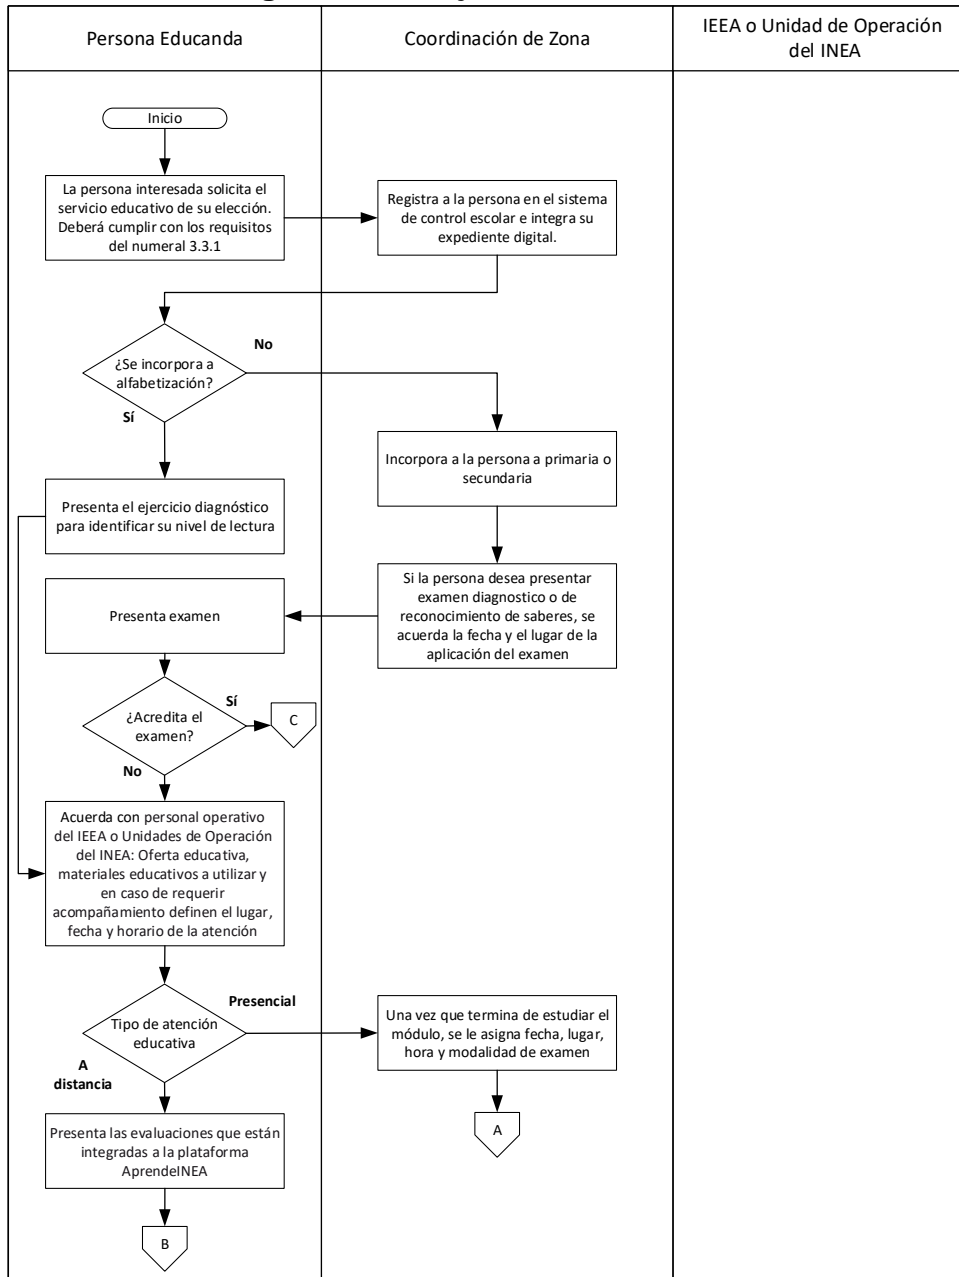 Persona Educanda
Coordinación de Zona
IEEA o Unidad de Operación
del INEA
Inicio
La persona interesada solicita el
servicio educativo de su elección.
Deberá cumplir con los requisitos
del numeral 3.3.1
Registra a la persona en el sistema
de control escolar e integra su
expediente digital.
¿Se incorpora a
alfabetización?
No
Sí
Incorpora a la persona a primaria o
secundaria
Presenta el ejercicio diagnóstico
para identificar su nivel de lectura
Si la persona desea presentar
examen diagnostico o de
reconocimiento de saberes, se
acuerda la fecha y el lugar de la
aplicación del examen
Presenta examen
¿Acredita el
examen?
Sí
C
No
Acuerda con personal operativo
del IEEA o Unidades de Operación
del INEA: Oferta educativa,
materiales educativos a utilizar y
en caso de requerir
acompañamiento definen el lugar,
fecha y horario de la atención
Tipo de atención
educativa
Presencial
A
distancia
Una vez que termina de estudiar el
módulo, se le asigna fecha, lugar,
hora y modalidad de examen
A
Presenta las evaluaciones que están
integradas a la plataforma
AprendeINEA
B